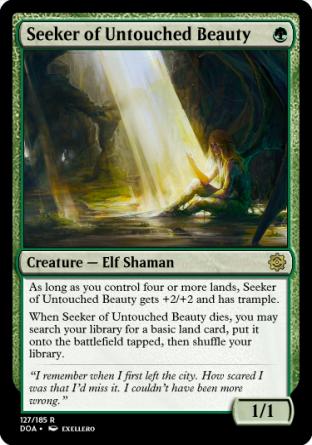 Seeker of Untouched Beauty
Creature — Elf Shaman
As long as you control four or more lands, Seeker
of Untouched Beauty gets +2/+2 and has trample.
When Seeker of Untouched Beauty dies, you may
search your library for a basic land card, put it
onto the battlefield tapped, then shuffle your
library.
“I remember when I first left the city. How scared I
was that I’d miss it. I couldn’t have been more
wrong.”
1/1
127/185 R
DOA • EXELLERO